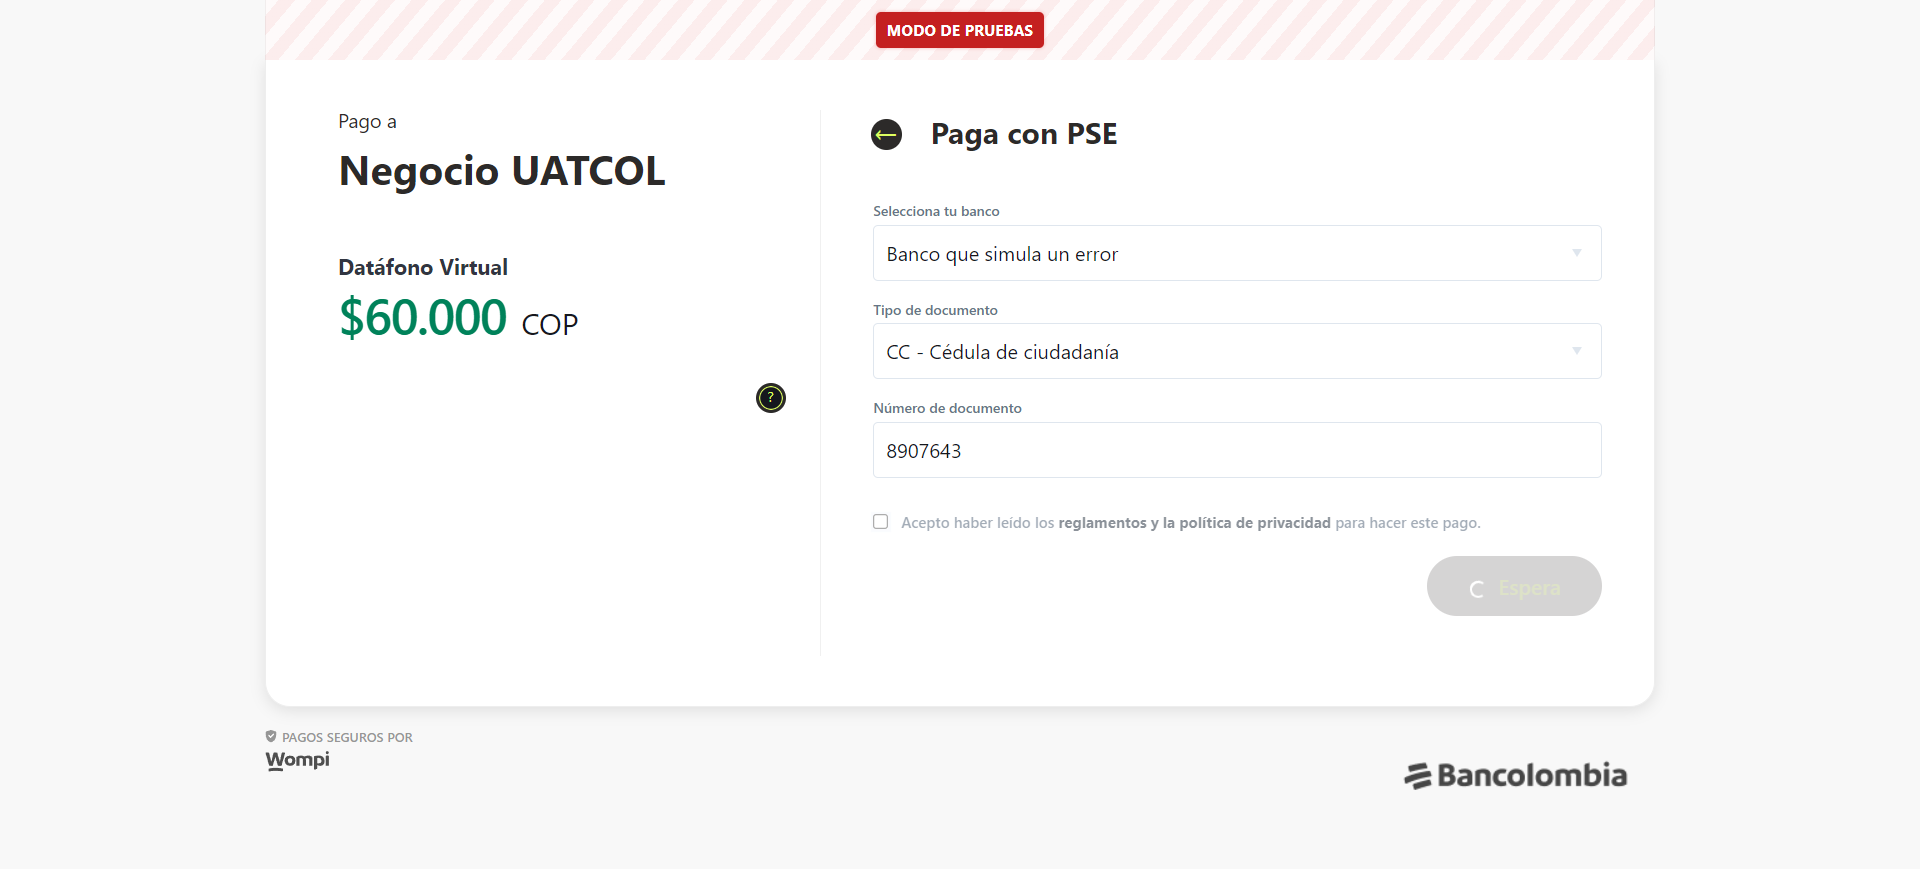 MODO DE PRUEBAS
Pago a
Negocio UATCOL
Datáfono Virtual
$60.000 COP
?
Paga con PSE
Selecciona tu banco
Banco que simula un error
Tipo de documento
CC - Cédula de ciudadanía
Número de documento
8907643
Acepto haber leído los reglamentos y la política de privacidad para hacer este pago.
Espera
PAGOS SEGUROS POR
Wompi
Bancolombia